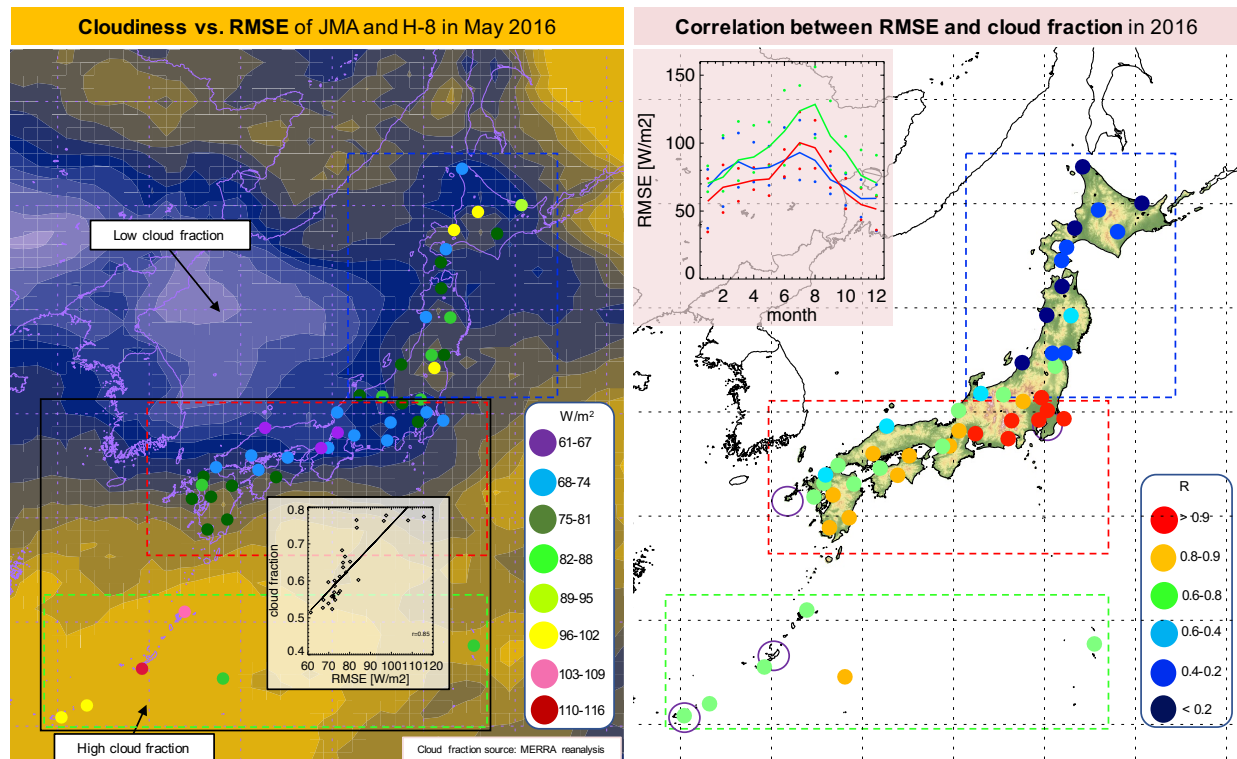 Cloudiness vs. RMSE of JMA and H-8 in May 2016
Low cloud fraction
W/m²
61-67
68-74
75-81
82-88
89-95
96-102
103-109
110-116
cloud fraction
0.8
0.7
0.6
0.5
0.4
r=0.85
60 70 80 90 100 110 120
RMSE [W/m2]
High cloud fraction
Cloud fraction source: MERRA reanalysis
Correlation between RMSE and cloud fraction in 2016
RMSE [W/m2]
150
100
50
0
2 4 6 8 10 12
month
R
> 0.9
0.8-0.9
0.6-0.8
0.6-0.4
0.4-0.2
< 0.2